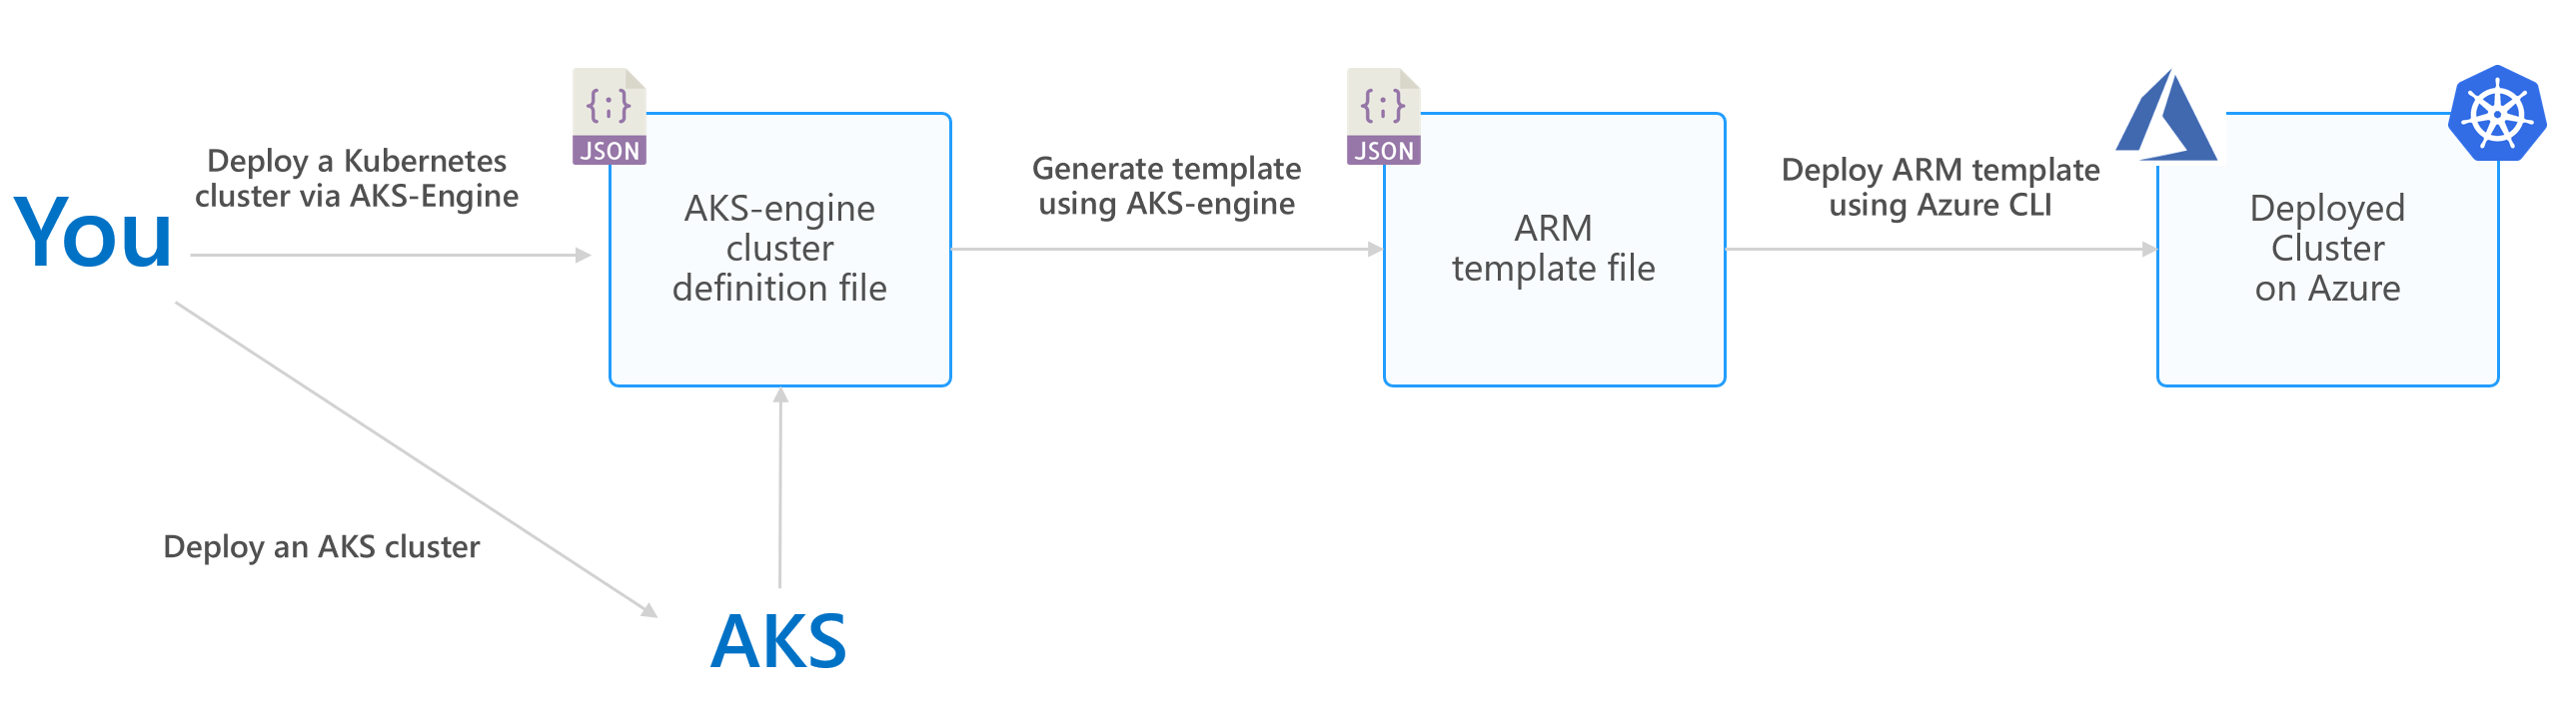 You
Deploy a Kubernetes
cluster via AKS-Engine
{;}
JSON
AKS-engine
cluster
definition file
Generate template
using AKS-engine
{;}
JSON
ARM
template file
Deploy ARM template
using Azure CLI
Deployed
Cluster
on Azure
Deploy an AKS cluster
AKS